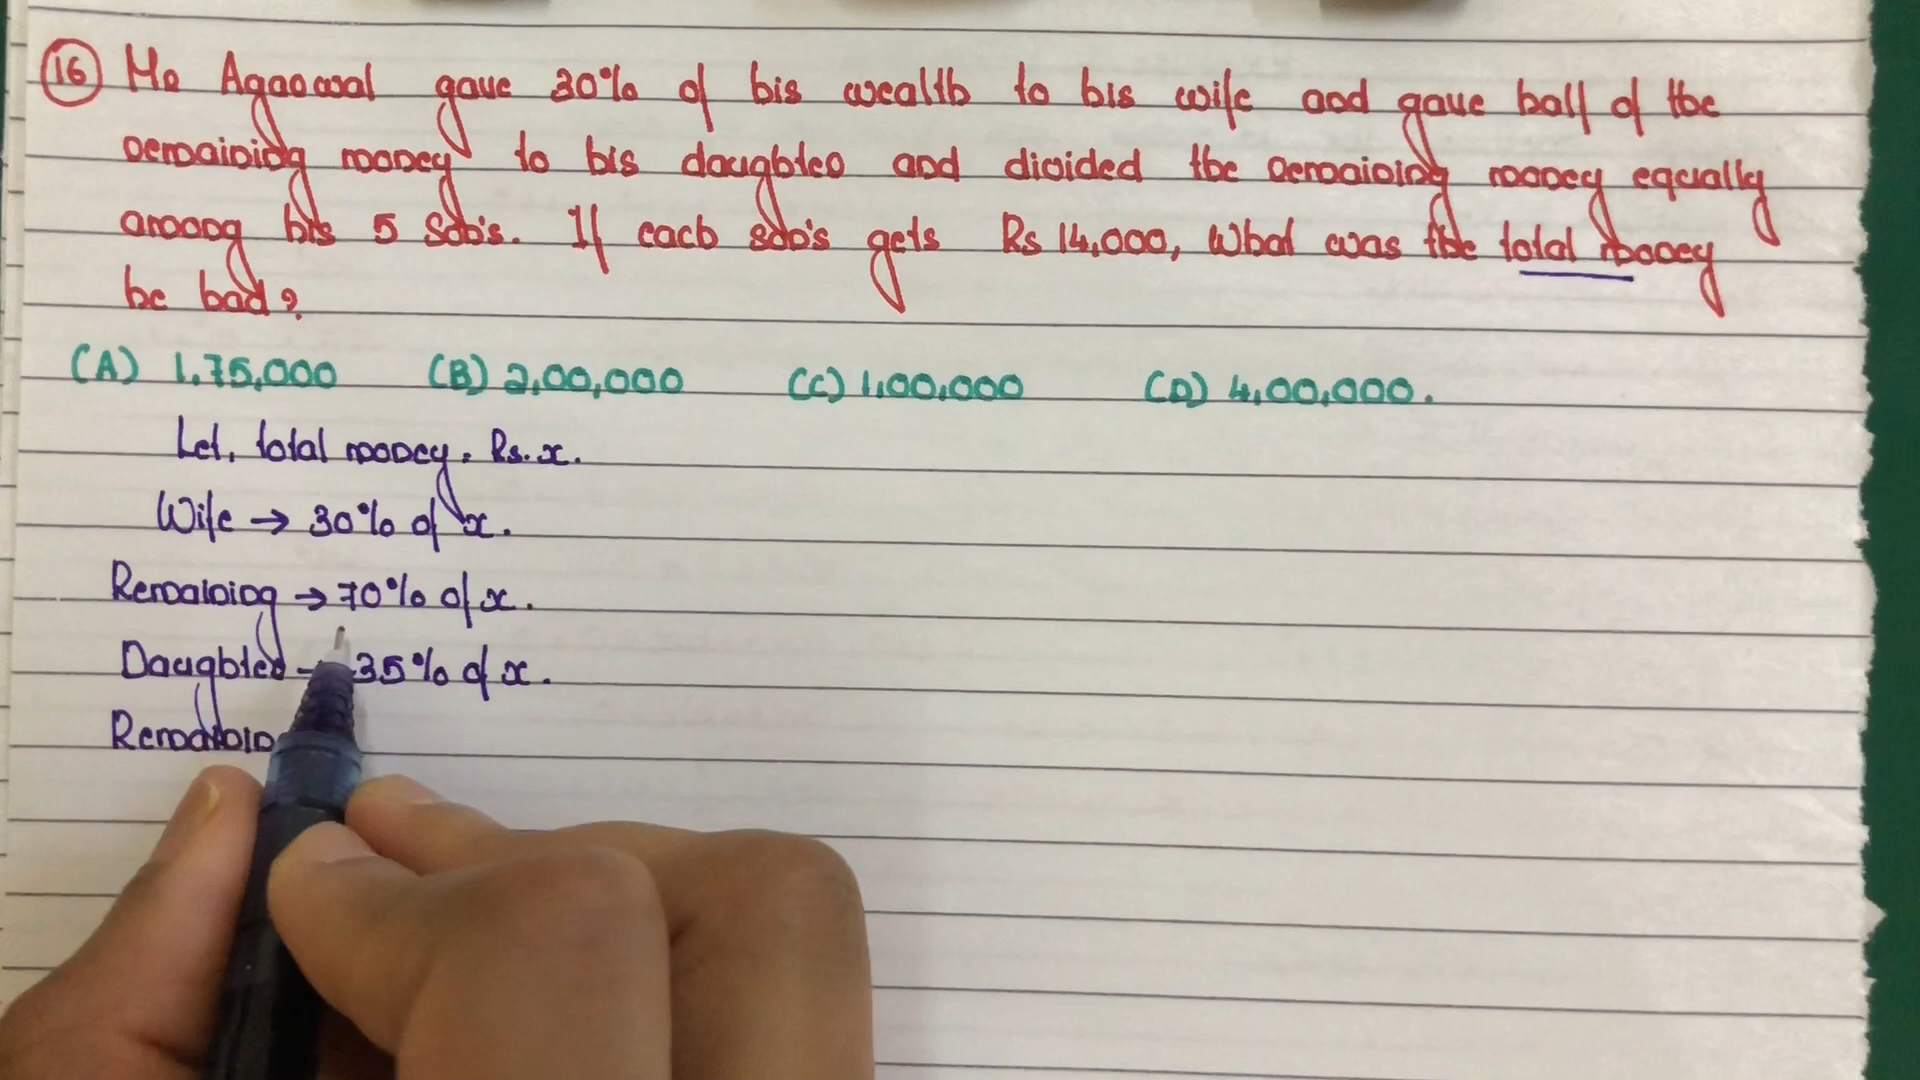 16 Mr Agarwal gave 30% of his wealth to his wife and gave half of the
remaining money to his daughter and divided the remaining money equally
among his 5 Son's. If each son's gets Rs 14,000, What was the total money
he had?
(A) 1,75,000 (B) 2,00,000 (C) 1,00,000 (D) 4,00,000.
Let, total money = Rs. x.
Wife → 30% of x.
Remaining → 70% of x.
Daughter → 35% of x.
Remainin